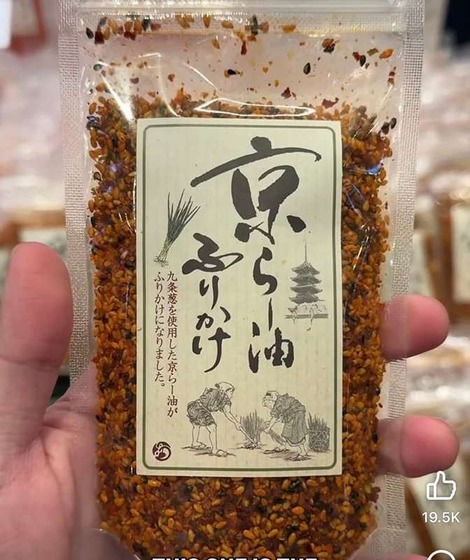 京らー油
ふりかけ
九条葱を使用した京らー油が
ふりかけになりました。
19.5K